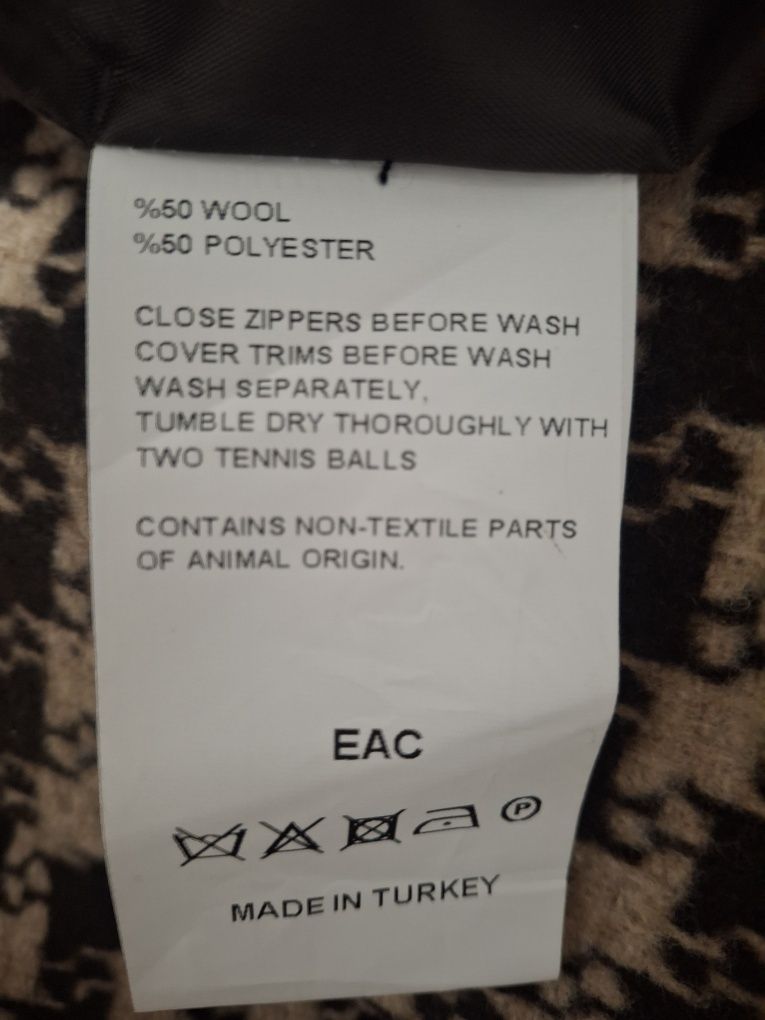 %50 WOOL
%50 POLYESTER
CLOSE ZIPPERS BEFORE WASH
COVER TRIMS BEFORE WASH
WASH SEPARATELY,
TUMBLE DRY THOROUGHLY WITH
TWO TENNIS BALLS
CONTAINS NON-TEXTILE PARTS
OF ANIMAL ORIGIN.
EAC
P
MADE IN TURKEY